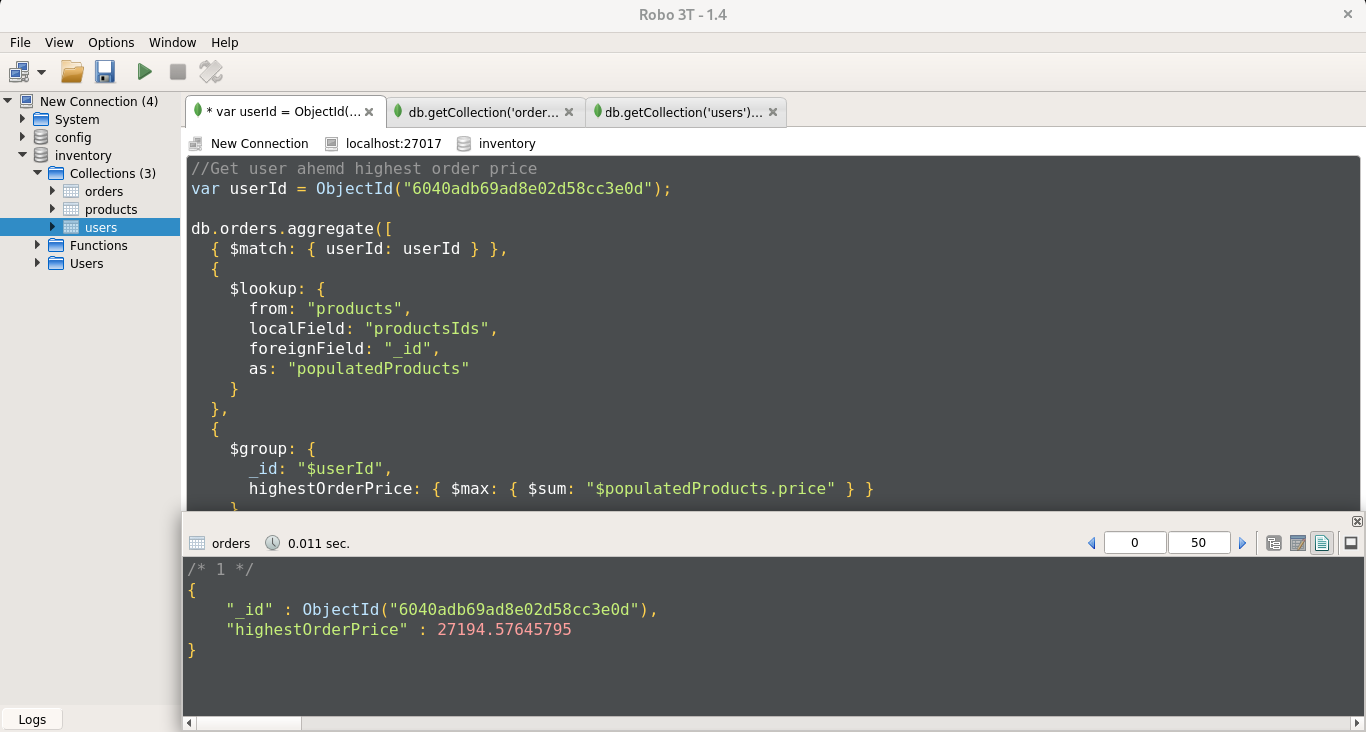 Robo 3T - 1.4
File View Options Window Help
New Connection (4)
System
config
inventory
Collections (3)
orders
products
users
Functions
Users
Logs
* var userId = ObjectId(... db.getCollection('order... db.getCollection('users')...
New Connection localhost:27017 inventory
//Get user ahemd highest order price
var userId = ObjectId("6040adb69ad8e02d58cc3e0d");
db.orders.aggregate([
{ $match: { userId: userId } },
{
$lookup: {
from: "products",
localField: "productsIds",
foreignField: "_id",
as: "populatedProducts"
}
},
{
$group: {
_id: "$userId",
highestOrderPrice: { $max: { $sum: "$populatedProducts.price" } }
}
orders 0.011 sec. 0 50
/* 1 */
{
"_id" : ObjectId("6040adb69ad8e02d58cc3e0d"),
"highestOrderPrice" : 27194.57645795
}